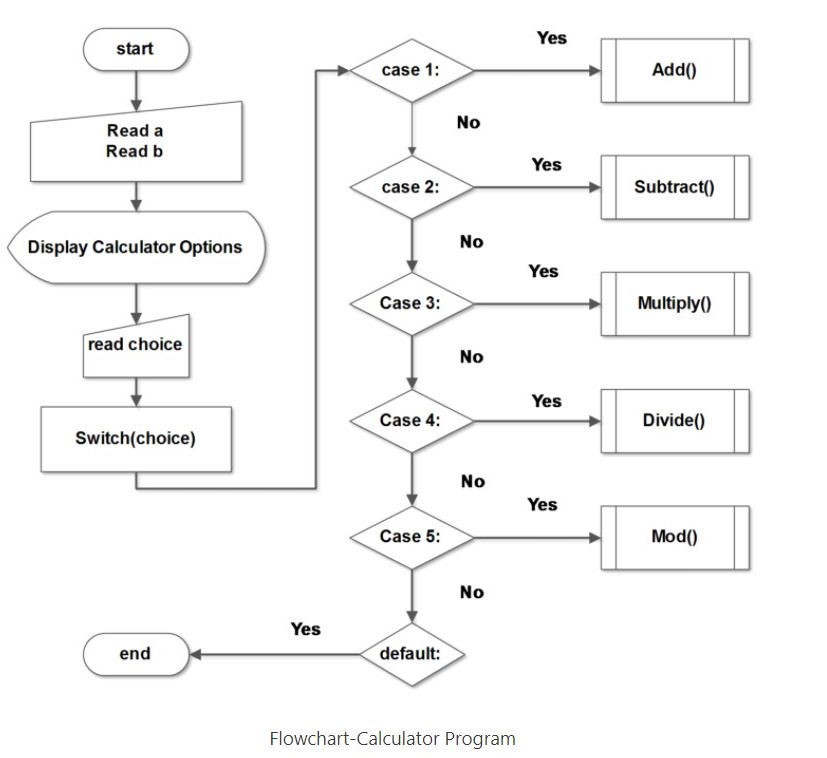 start
Read a
Read b
Display Calculator Options
read choice
Switch(choice)
case 1:
Yes
Add()
No
case 2:
Yes
Subtract()
No
Case 3:
Yes
Multiply()
No
Case 4:
Yes
Divide()
No
Case 5:
Yes
Mod()
No
default:
Yes
end
Flowchart-Calculator Program